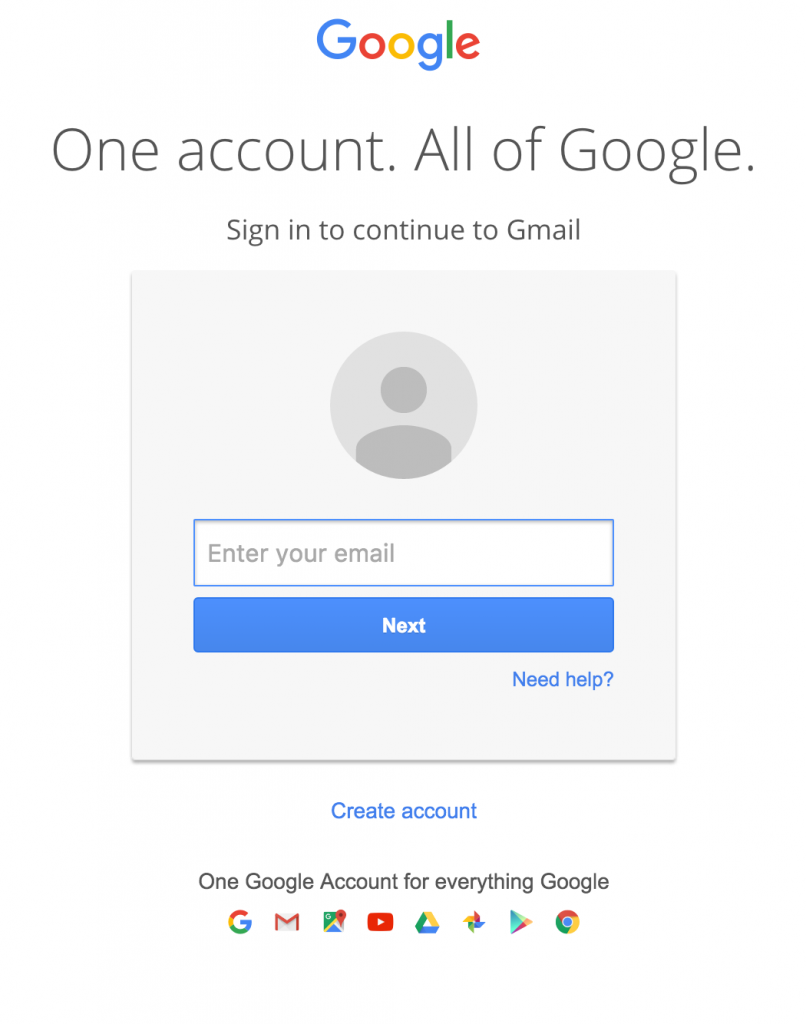 Google
One account. All of Google.
Sign in to continue to Gmail
Enter your email
Next
Need help?
Create account
One Google Account for everything Google